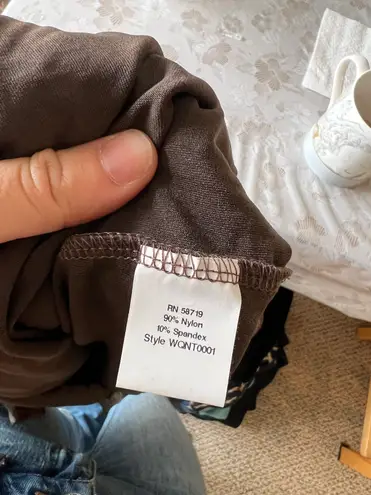 RN 58719
90% Nylon
10% Spandex
Style WQNT0001